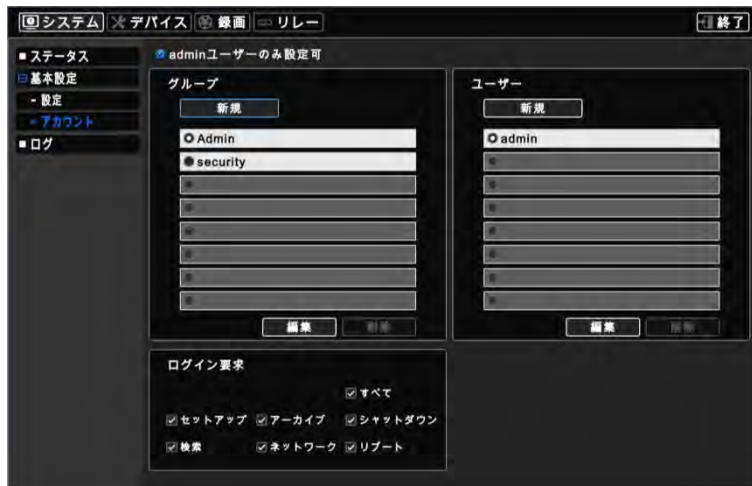 システム デバイス 録画 リレー 終了
■ステータス
基本設定
- 設定
- アカウント
■ログ
adminユーザーのみ設定可
グループ
新規
Admin
security
編集 削除
ユーザー
新規
admin
編集 削除
ログイン要求
すべて
セットアップ アーカイブ シャットダウン
検索 ネットワーク リブート